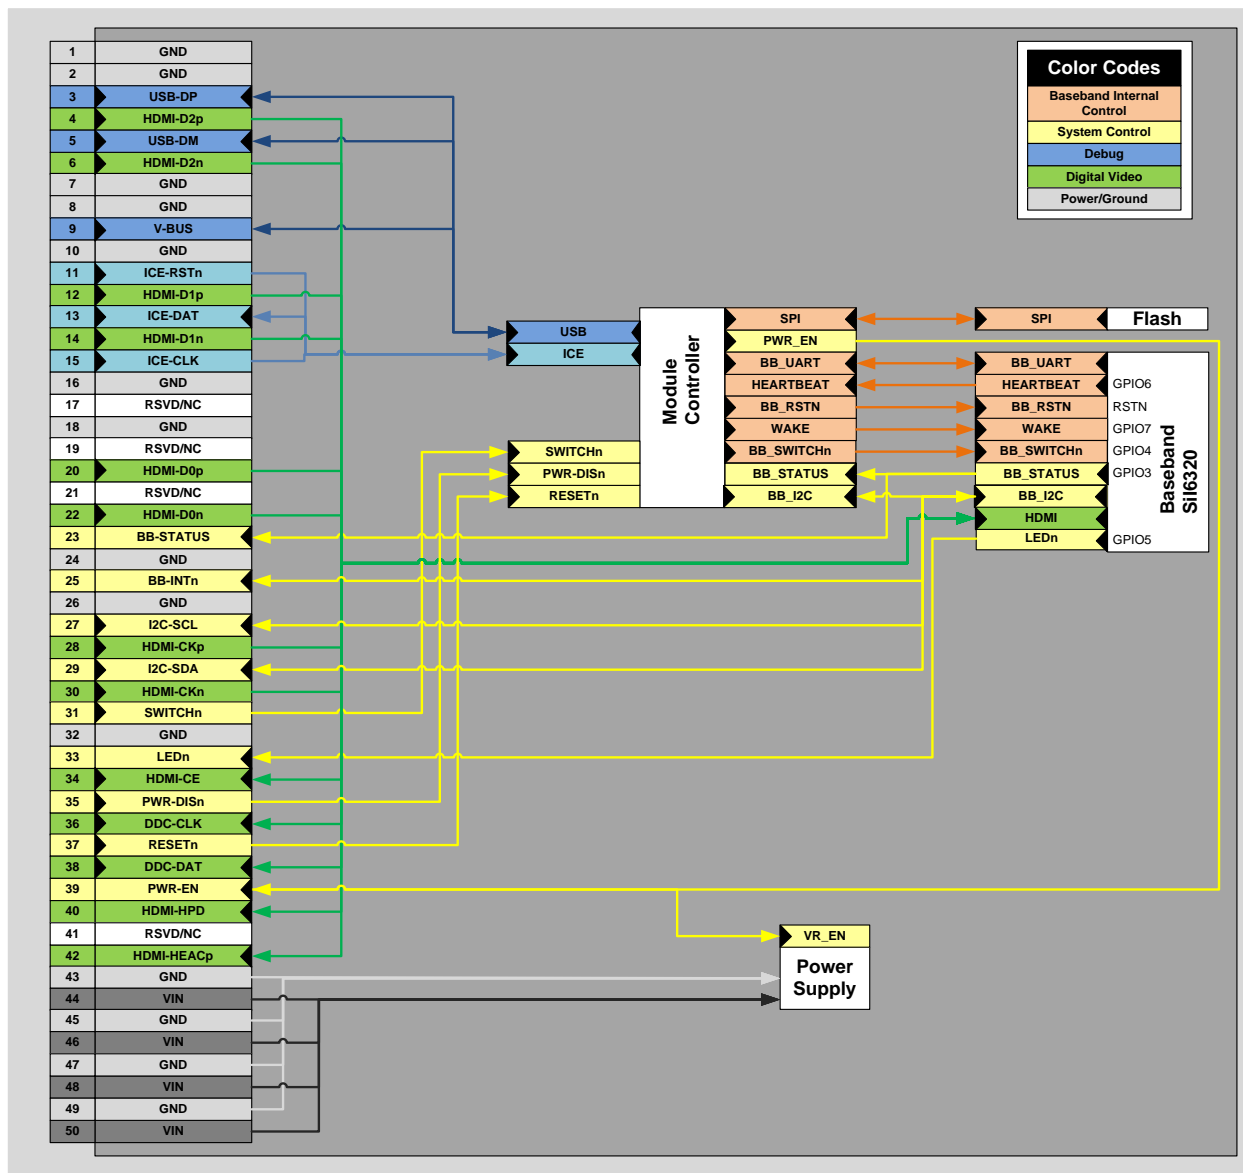 1 GND
2 GND
3 USB-DP
4 HDMI-D2p
5 USB-DM
6 HDMI-D2n
7 GND
8 GND
9 V-BUS
10 GND
11 ICE-RSTn
12 HDMI-D1p
13 ICE-DAT
14 HDMI-D1n
15 ICE-CLK
16 GND
17 RSVD/NC
18 GND
19 RSVD/NC
20 HDMI-D0p
21 RSVD/NC
22 HDMI-D0n
23 BB-STATUS
24 GND
25 BB-INTn
26 GND
27 I2C-SCL
28 HDMI-CKp
29 I2C-SDA
30 HDMI-CKn
31 SWITCHn
32 GND
33 LEDn
34 HDMI-CE
35 PWR-DISn
36 DDC-CLK
37 RESETn
38 DDC-DAT
39 PWR-EN
40 HDMI-HPD
41 RSVD/NC
42 HDMI-HEACp
43 GND
44 VIN
45 GND
46 VIN
47 GND
48 VIN
49 GND
50 VIN
USB
ICE
SWITCHn
PWR-DISn
RESETn
Module
Controller
SPI
PWR_EN
BB_UART
HEARTBEAT
BB_RSTN
WAKE
BB_SWITCHn
BB_STATUS
BB_I2C
SPI Flash
BB_UART
HEARTBEAT GPIO6
BB_RSTN RSTN
WAKE GPIO7
BB_SWITCHn GPIO4
BB_STATUS GPIO3
BB_I2C
HDMI
LEDn GPIO5
Baseband
SiI6320
VR_EN
Power
Supply
Color Codes
Baseband Internal
Control
System Control
Debug
Digital Video
Power/Ground